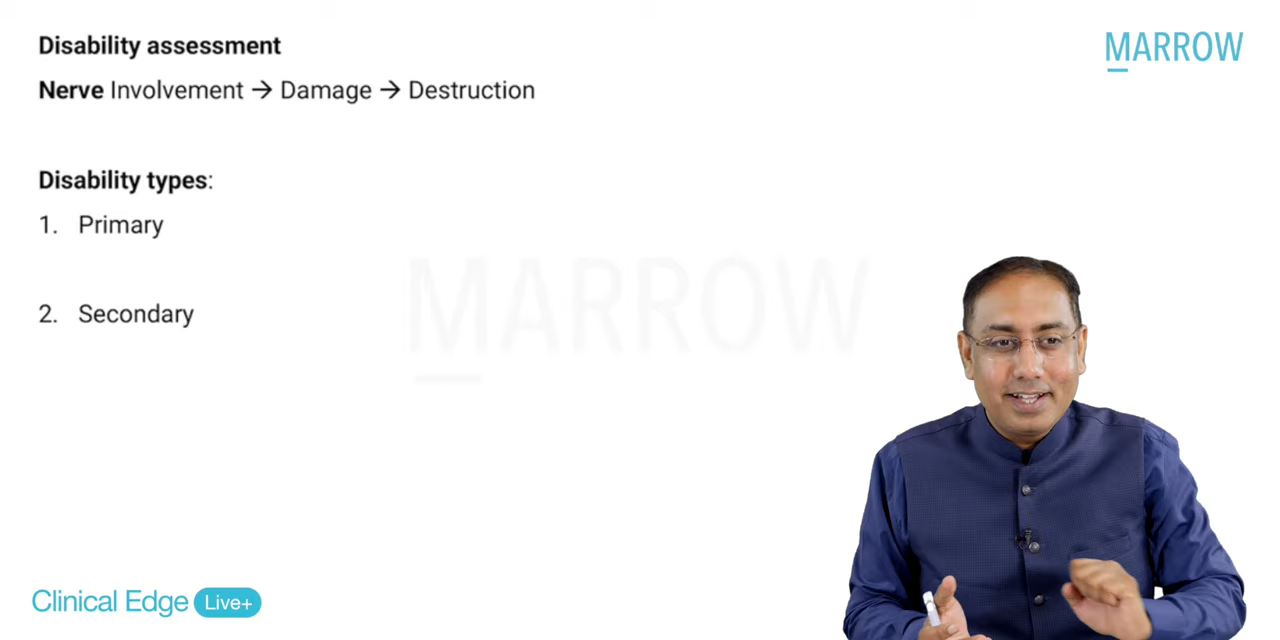 Disability assessment
MARROW
Nerve Involvement → Damage → Destruction
Disability types:
1. Primary
MARROW
2. Secondary
Clinical Edge Live+